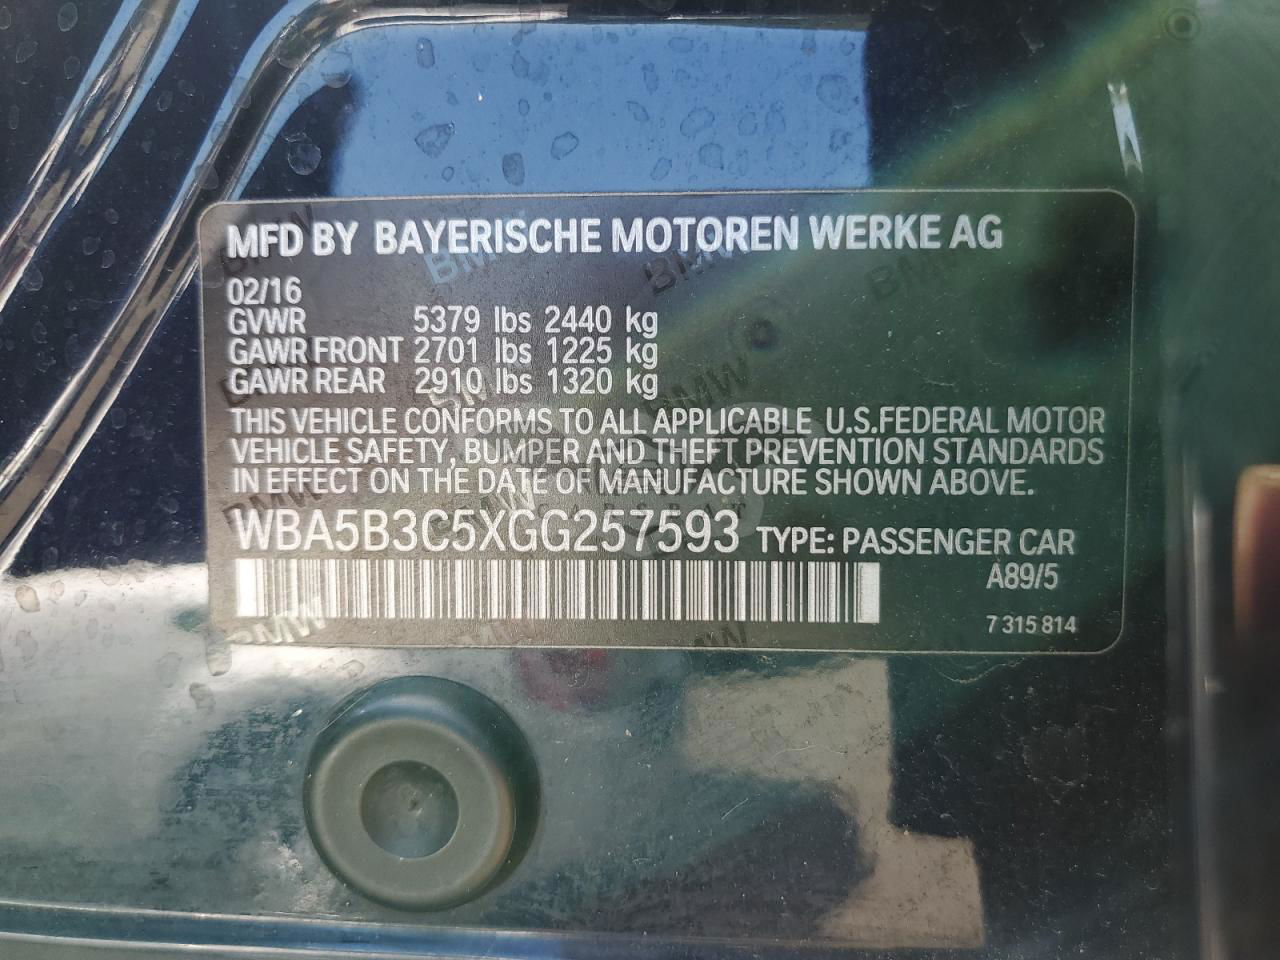 MFD BY BAYERISCHE MOTOREN WERKE AG
02/16
GVWR 5379 lbs 2440 kg
GAWR FRONT 2701 lbs 1225 kg
GAWR REAR 2910 lbs 1320 kg
THIS VEHICLE CONFORMS TO ALL APPLICABLE U.S.FEDERAL MOTOR
VEHICLE SAFETY, BUMPER AND THEFT PREVENTION STANDARDS
IN EFFECT ON THE DATE OF MANUFACTURE SHOWN ABOVE.
WBA5B3C5XGG257593 TYPE: PASSENGER CAR
A89/5
7 315 814